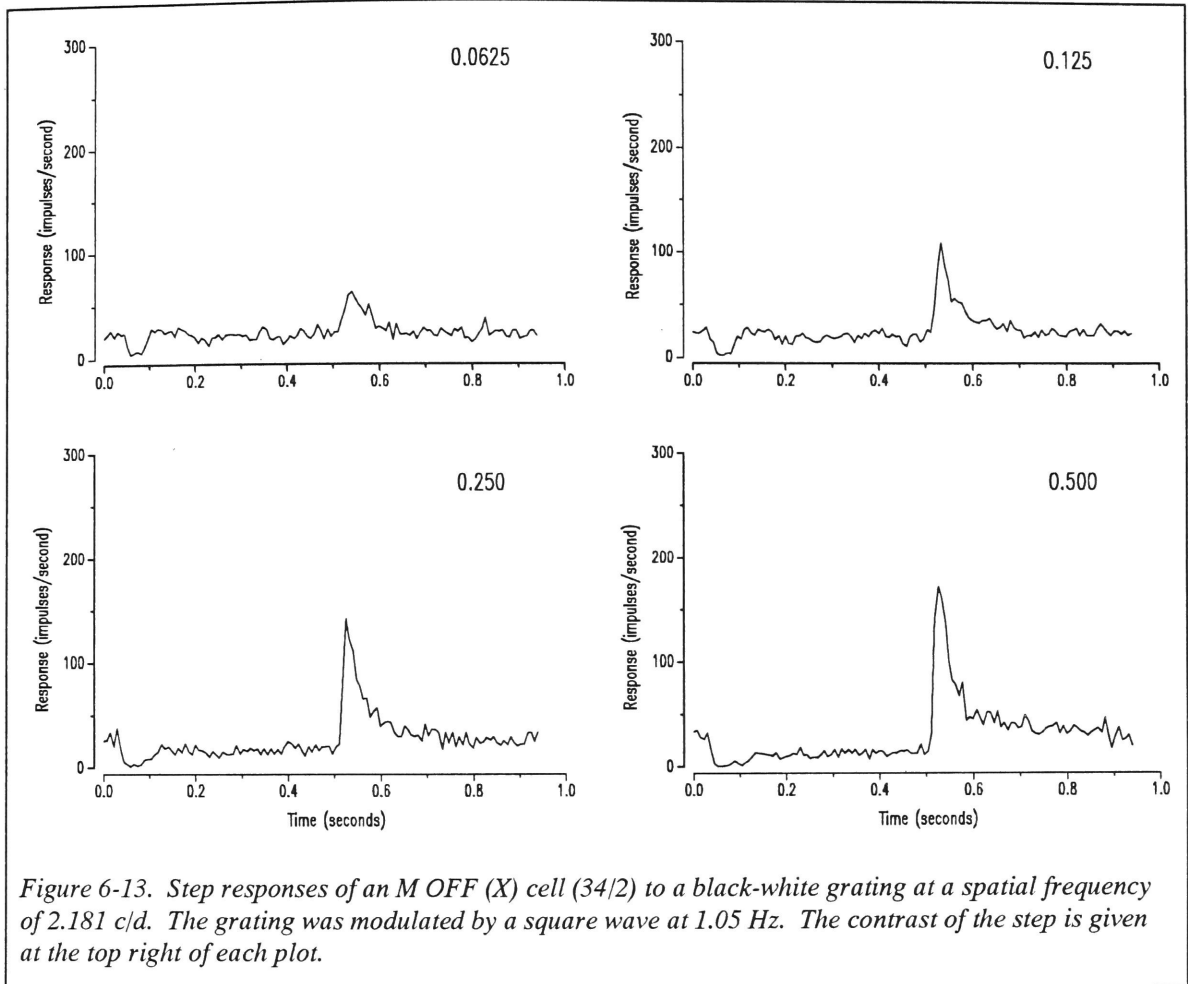 0.0625
Response (impulses/second)
300
200
100
0
0.0 0.2 0.4 0.6 0.8 1.0
0.125
Response (impulses/second)
300
200
100
0
0.0 0.2 0.4 0.6 0.8 1.0
0.250
Response (impulses/second)
300
200
100
0
0.0 0.2 0.4 0.6 0.8 1.0
Time (seconds)
0.500
Response (impulses/second)
300
200
100
0
0.0 0.2 0.4 0.6 0.8 1.0
Time (seconds)
Figure 6-13. Step responses of an M OFF (X) cell (34/2) to a black-white grating at a spatial frequency
of 2.181 c/d. The grating was modulated by a square wave at 1.05 Hz. The contrast of the step is given
at the top right of each plot.